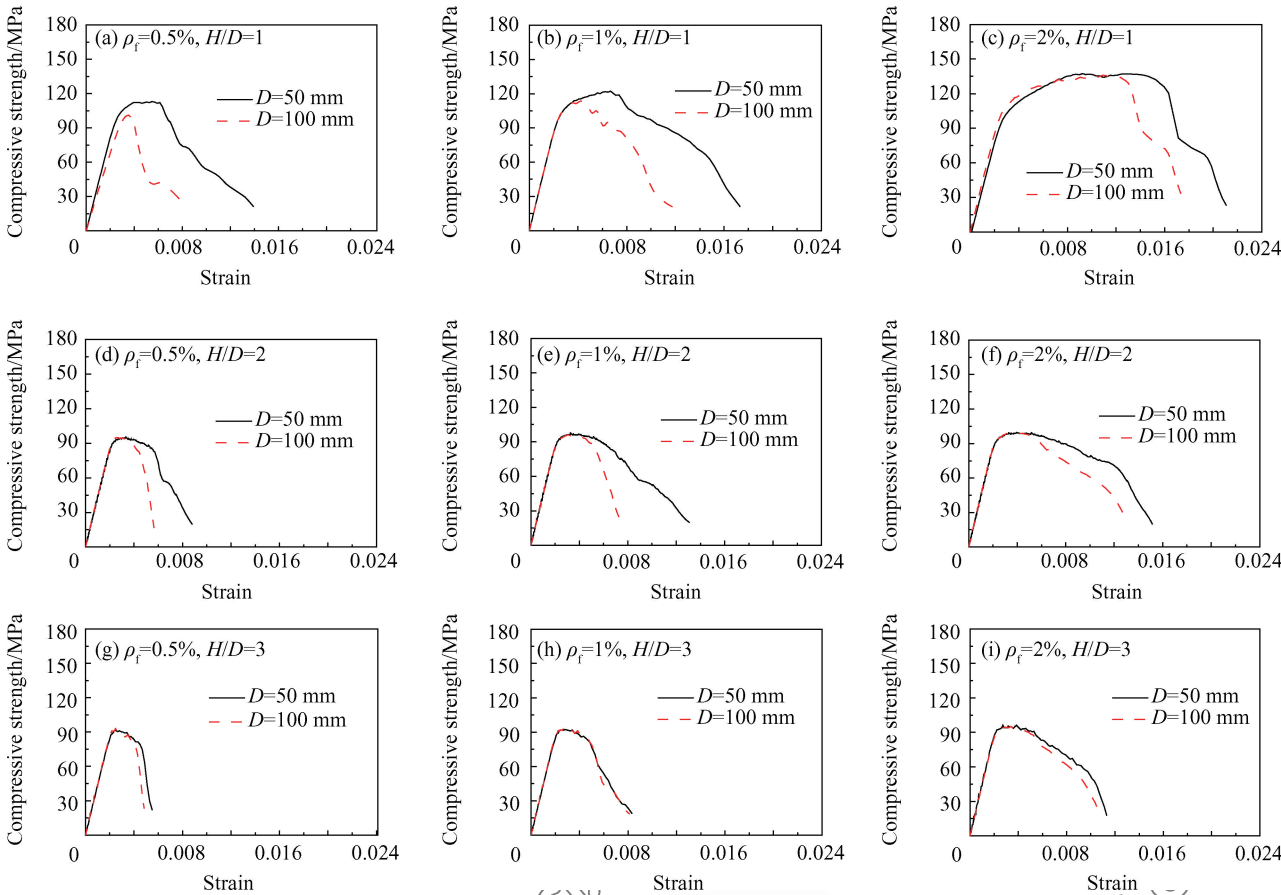 180
150
120
90
60
30
0
0.008
0.016
0.024
Compressive strength/MPa
Strain
(a) ρf=0.5%, H/D=1
D=50 mm
D=100 mm
180
150
120
90
60
30
0
0.008
0.016
0.024
Compressive strength/MPa
Strain
(b) ρf=1%, H/D=1
D=50 mm
D=100 mm
180
150
120
90
60
30
0
0.008
0.016
0.024
Compressive strength/MPa
Strain
(c) ρf=2%, H/D=1
D=50 mm
D=100 mm
180
150
120
90
60
30
0
0.008
0.016
0.024
Compressive strength/MPa
Strain
(d) ρf=0.5%, H/D=2
D=50 mm
D=100 mm
180
150
120
90
60
30
0
0.008
0.016
0.024
Compressive strength/MPa
Strain
(e) ρf=1%, H/D=2
D=50 mm
D=100 mm
180
150
120
90
60
30
0
0.008
0.016
0.024
Compressive strength/MPa
Strain
(f) ρf=2%, H/D=2
D=50 mm
D=100 mm
180
150
120
90
60
30
0
0.008
0.016
0.024
Compressive strength/MPa
Strain
(g) ρf=0.5%, H/D=3
D=50 mm
D=100 mm
180
150
120
90
60
30
0
0.008
0.016
0.024
Compressive strength/MPa
Strain
(h) ρf=1%, H/D=3
D=50 mm
D=100 mm
180
150
120
90
60
30
0
0.008
0.016
0.024
Compressive strength/MPa
Strain
(i) ρf=2%, H/D=3
D=50 mm
D=100 mm